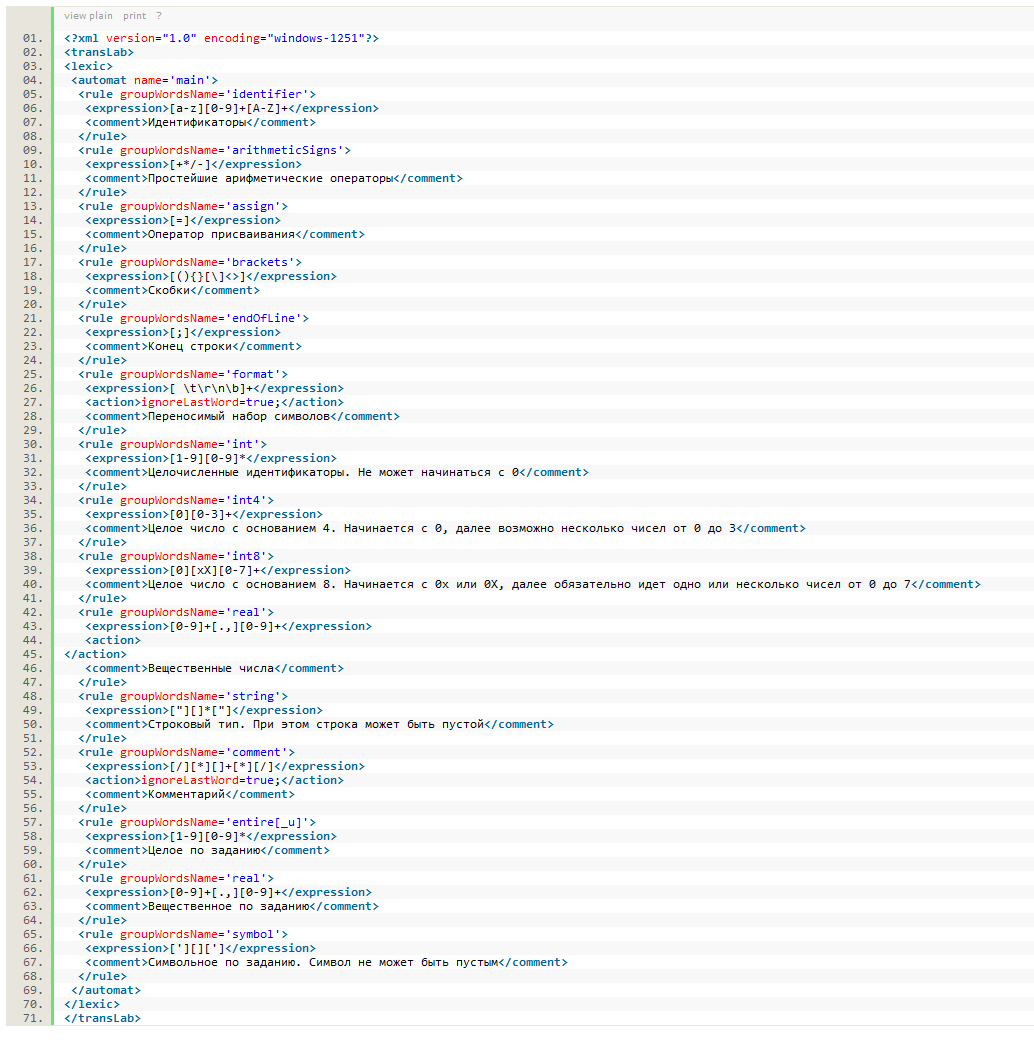 view plain print ?
01. <?xml version="1.0" encoding="windows-1251"?>
02. <transLab>
03. <lexic>
04. <automat name='main'>
05. <rule groupWordsName='identifier'>
06. <expression>[a-z][0-9]+[A-Z]+</expression>
07. <comment>Идентификаторы</comment>
08. </rule>
09. <rule groupWordsName='arithmeticSigns'>
10. <expression>[+*/-]</expression>
11. <comment>Простейшие арифметические операторы</comment>
12. </rule>
13. <rule groupWordsName='assign'>
14. <expression>[=]</expression>
15. <comment>Оператор присваивания</comment>
16. </rule>
17. <rule groupWordsName='brackets'>
18. <expression>[(){}[\]<>]</expression>
19. <comment>Скобки</comment>
20. </rule>
21. <rule groupWordsName='endOfLine'>
22. <expression>[;]</expression>
23. <comment>Конец строки</comment>
24. </rule>
25. <rule groupWordsName='format'>
26. <expression>[ \t\r\n\b]+</expression>
27. <action>ignoreLastWord=true;</action>
28. <comment>Переносимый набор символов</comment>
29. </rule>
30. <rule groupWordsName='int'>
31. <expression>[1-9][0-9]*</expression>
32. <comment>Целочисленные идентификаторы. Не может начинаться с 0</comment>
33. </rule>
34. <rule groupWordsName='int4'>
35. <expression>[0][0-3]+</expression>
36. <comment>Целое число с основанием 4. Начинается с 0, далее возможно несколько чисел от 0 до 3</comment>
37. </rule>
38. <rule groupWordsName='int8'>
39. <expression>[0][xX][0-7]+</expression>
40. <comment>Целое число с основанием 8. Начинается с 0x или 0X, далее обязательно идет одно или несколько чисел от 0 до 7</comment>
41. </rule>
42. <rule groupWordsName='real'>
43. <expression>[0-9]+[.,][0-9]+</expression>
44. <action>
45. </action>
46. <comment>Вещественные числа</comment>
47. </rule>
48. <rule groupWordsName='string'>
49. <expression>["][]*["]</expression>
50. <comment>Строковый тип. При этом строка может быть пустой</comment>
51. </rule>
52. <rule groupWordsName='comment'>
53. <expression>[/][*][]+[*][/]</expression>
54. <action>ignoreLastWord=true;</action>
55. <comment>Комментарий</comment>
56. </rule>
57. <rule groupWordsName='entire[_u]'>
58. <expression>[1-9][0-9]*</expression>
59. <comment>Целое по заданию</comment>
60. </rule>
61. <rule groupWordsName='real'>
62. <expression>[0-9]+[.,][0-9]+</expression>
63. <comment>Вещественное по заданию</comment>
64. </rule>
65. <rule groupWordsName='symbol'>
66. <expression>['][][']</expression>
67. <comment>Символьное по заданию. Символ не может быть пустым</comment>
68. </rule>
69. </automat>
70. </lexic>
71. </transLab>